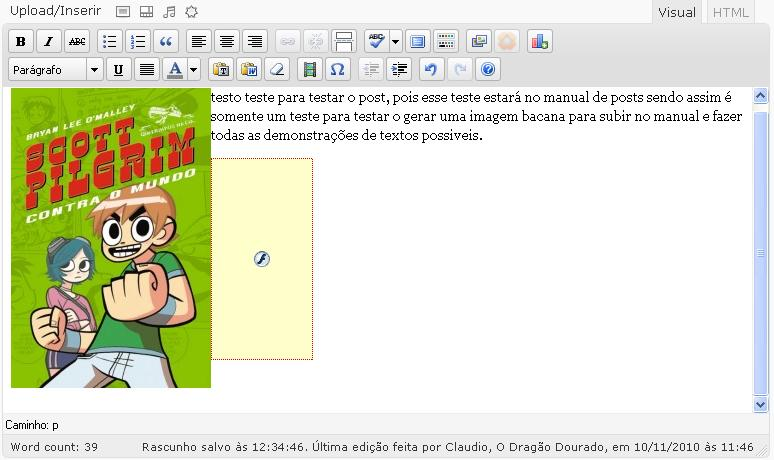 Upload/Inserir
Visual
HTML
B I ABC
ABC
Parágrafo
U A
T W Ω
BRYAN LEE O'MALLEY
SCOTT
PILGRIM
CONTRA O MUNDO
testo teste para testar o post, pois esse teste estará no manual de posts sendo assim é
somente um teste para testar o gerar uma imagem bacana para subir no manual e fazer
todas as demonstrações de textos possiveis.
Caminho: p
Word count: 39
Rascunho salvo às 12:34:46. Última edição feita por Claudio, O Dragão Dourado, em 10/11/2010 às 11:46